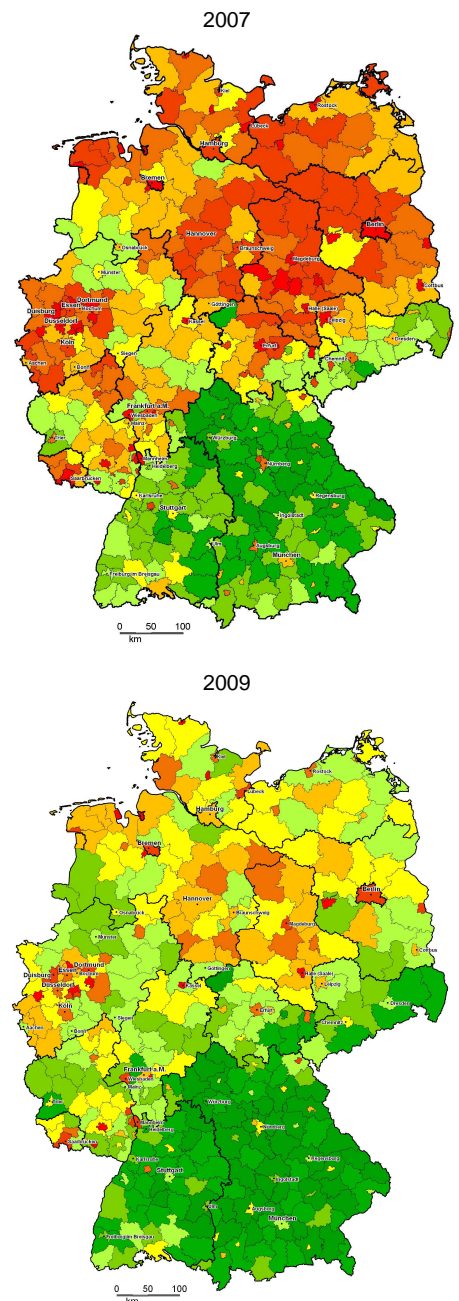 2007
Kiel
Rostock
Lübeck
Hamburg
Bremen
Berlin
Hannover
Osnabrück
Braunschweig
Münster
Magdeburg
Cottbus
Göttingen
Dortmund
Essen
Bochum
Duisburg
Düsseldorf
Kassel
Halle (Saale)
Leipzig
Köln
Dresden
Erfurt
Siegen
Chemnitz
Aachen
Bonn
Frankfurt a.M.
Wiesbaden
Mainz
Trier
Würzburg
Mannheim
Nürnberg
Heidelberg
Saarbrücken
Karlsruhe
Regensburg
Stuttgart
Ingolstadt
Ulm
Augsburg
München
Freiburg im Breisgau
0 50 100
km
2009
Kiel
Rostock
Lübeck
Hamburg
Bremen
Berlin
Hannover
Osnabrück
Braunschweig
Magdeburg
Münster
Cottbus
Dortmund
Essen
Bochum
Duisburg
Göttingen
Halle (Saale)
Düsseldorf
Kassel
Leipzig
Köln
Erfurt
Dresden
Siegen
Chemnitz
Aachen
Bonn
Frankfurt a.M.
Wiesbaden
Mainz
Trier
Würzburg
Mannheim
Nürnberg
Heidelberg
Saarbrücken
Karlsruhe
Regensburg
Stuttgart
Ingolstadt
Ulm
Augsburg
München
Freiburg im Breisgau
0 50 100
km